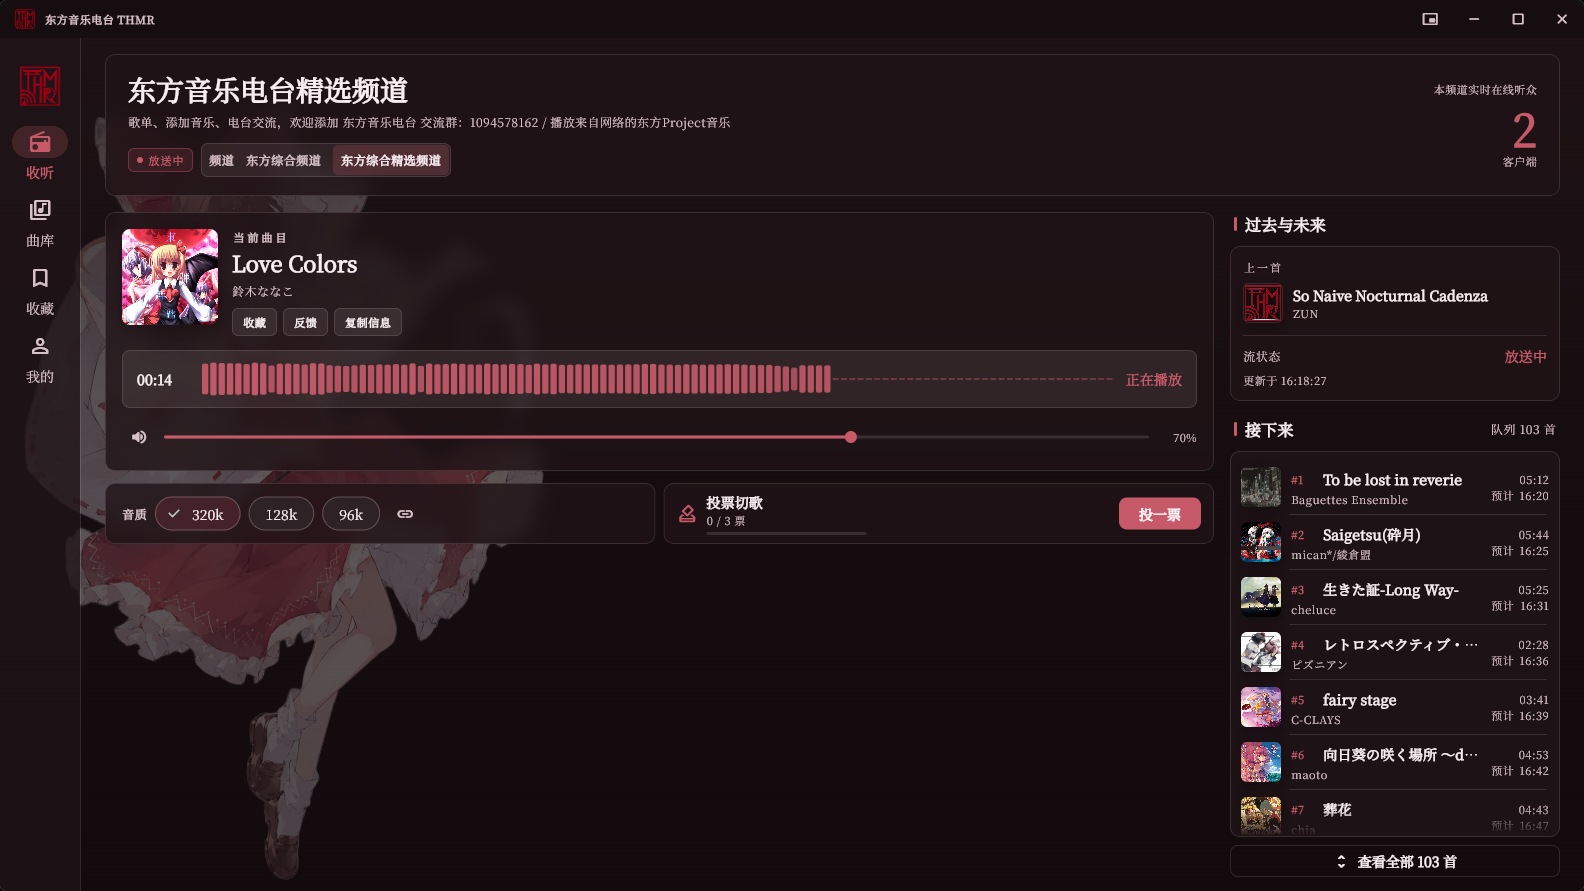 东方音乐电台 THMR
收听
曲库
收藏
我的
东方音乐电台精选频道
歌单、添加音乐、电台交流，欢迎添加 东方音乐电台 交流群：1094578162 / 播放来自网络的东方Project音乐
放送中
频道 东方综合频道 东方综合精选频道
本频道实时在线听众
2
客户端
当前曲目
Love Colors
鈴木ななこ
收藏 反馈 复制信息
00:14 正在播放
70%
音质 320k 128k 96k
投票切歌
0 / 3 票
投一票
过去与未来
上一首
So Naive Nocturnal Cadenza
ZUN
流状态 放送中
更新于 16:18:27
接下来 队列 103 首
#1 To be lost in reverie 05:12
Baguettes Ensemble 预计 16:20
#2 Saigetsu(砕月) 05:44
mican*/綾倉盟 预计 16:25
#3 生きた証-Long Way- 05:25
cheluce 预计 16:31
#4 レトロスペクティブ・… 02:28
ビズニアン 预计 16:36
#5 fairy stage 03:41
C-CLAYS 预计 16:39
#6 向日葵の咲く場所 〜d… 04:53
maoto 预计 16:42
#7 葬花 04:43
chia 预计 16:47
查看全部 103 首